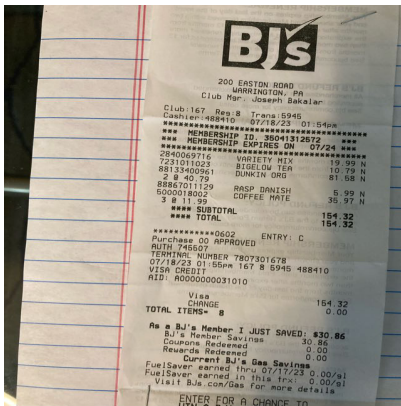 BJ's
200 EASTON ROAD
WARRINGTON, PA
Club Mgr. Joseph Bakalar
Club:167 Reg:8 Trans:5945
Cashier:488410 07/18/23 01:54pm
*** MEMBERSHIP ID. 35041312572 ***
*** MEMBERSHIP EXPIRES ON 07/24 ***
2840069716 VARIETY MIX 19.99 N
7231011023 BIGELOW TEA 10.79 N
88133400961 DUNKIN ORG 81.58 N
2 @ 40.79
88867011129 RASP DANISH 5.99 N
5000018002 COFFEE MATE 35.97 N
3 @ 11.99
**** SUBTOTAL 154.32
**** TOTAL 154.32
************0602 ENTRY: C
Purchase 00 APPROVED
AUTH 745507
TERMINAL NUMBER 7807301678
07/18/23 01:55pm 167 8 5945 488410
VISA CREDIT
AID: A0000000031010
Visa 154.32
CHANGE 0.00
TOTAL ITEMS= 8
As a BJ's Member I JUST SAVED: $30.86
BJ's Member Savings 30.86
Coupons Redeemed 0.00
Rewards Redeemed 0.00
Current BJ's Gas Savings
FuelSaver earned thru 07/17/23 0.00/gl
FuelSaver earned in this trx: 0.00/gl
Visit BJs.com/Gas for more details
ENTER FOR A CHANCE TO